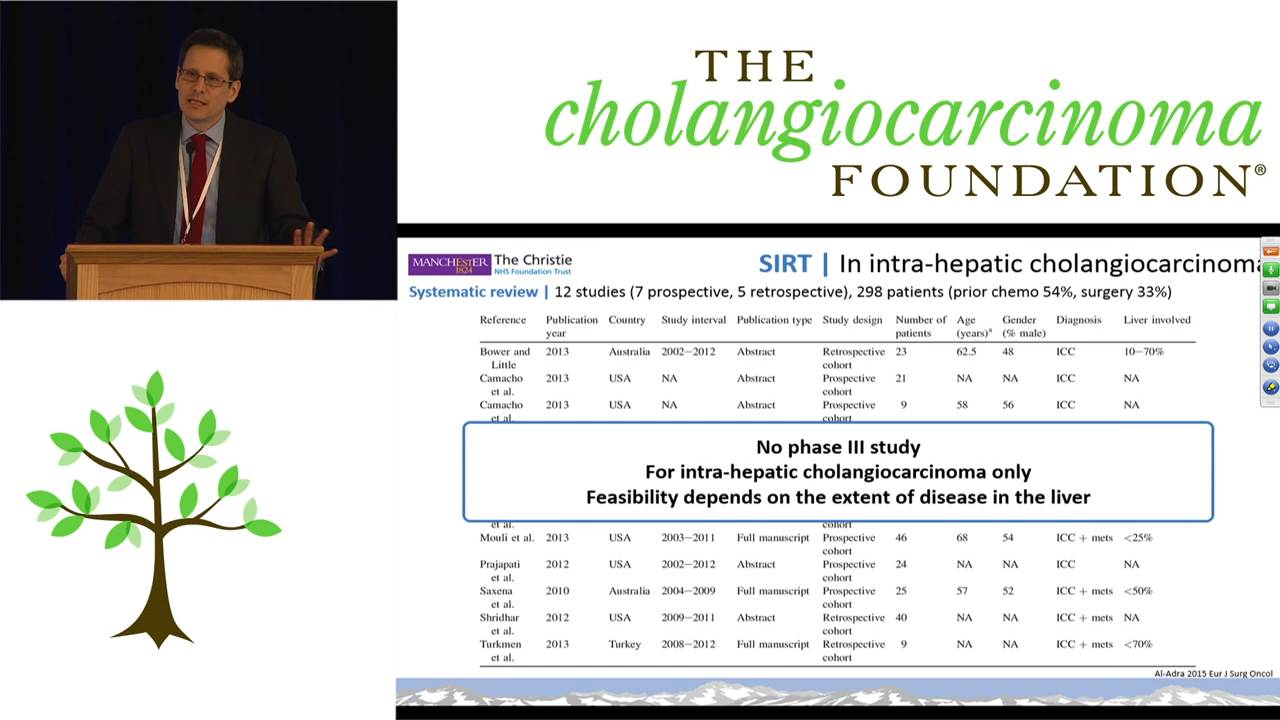 THE
cholangiocarcinoma
FOUNDATION®
MANCHESTER
1824
The Christie
NHS Foundation Trust
SIRT | In intra-hepatic cholangiocarcinoma
Systematic review | 12 studies (7 prospective, 5 retrospective), 298 patients (prior chemo 54%, surgery 33%)
Reference Publication year Country Study interval Publication type Study design Number of patients Age (years)ᵃ Gender (% male) Diagnosis Liver involved
Bower and Little 2013 Australia 2002–2012 Abstract Retrospective cohort 23 62.5 48 ICC 10–70%
Camacho et al. 2013 USA NA Abstract Prospective cohort 21 NA NA ICC NA
Camacho et al. 2013 USA NA Abstract Prospective cohort 9 58 56 ICC NA
No phase III study
For intra-hepatic cholangiocarcinoma only
Feasibility depends on the extent of disease in the liver
et al. cohort
Mouli et al. 2013 USA 2003–2011 Full manuscript Prospective cohort 46 68 54 ICC + mets <25%
Prajapati et al. 2012 USA 2002–2012 Abstract Prospective cohort 24 NA NA ICC NA
Saxena et al. 2010 Australia 2004–2009 Full manuscript Prospective cohort 25 57 52 ICC + mets <50%
Shridhar et al. 2012 USA 2009–2011 Abstract Retrospective cohort 40 NA NA ICC + mets NA
Turkmen et al. 2013 Turkey 2008–2012 Full manuscript Retrospective cohort 9 NA NA ICC + mets <70%
Al-Adra 2015 Eur J Surg Oncol